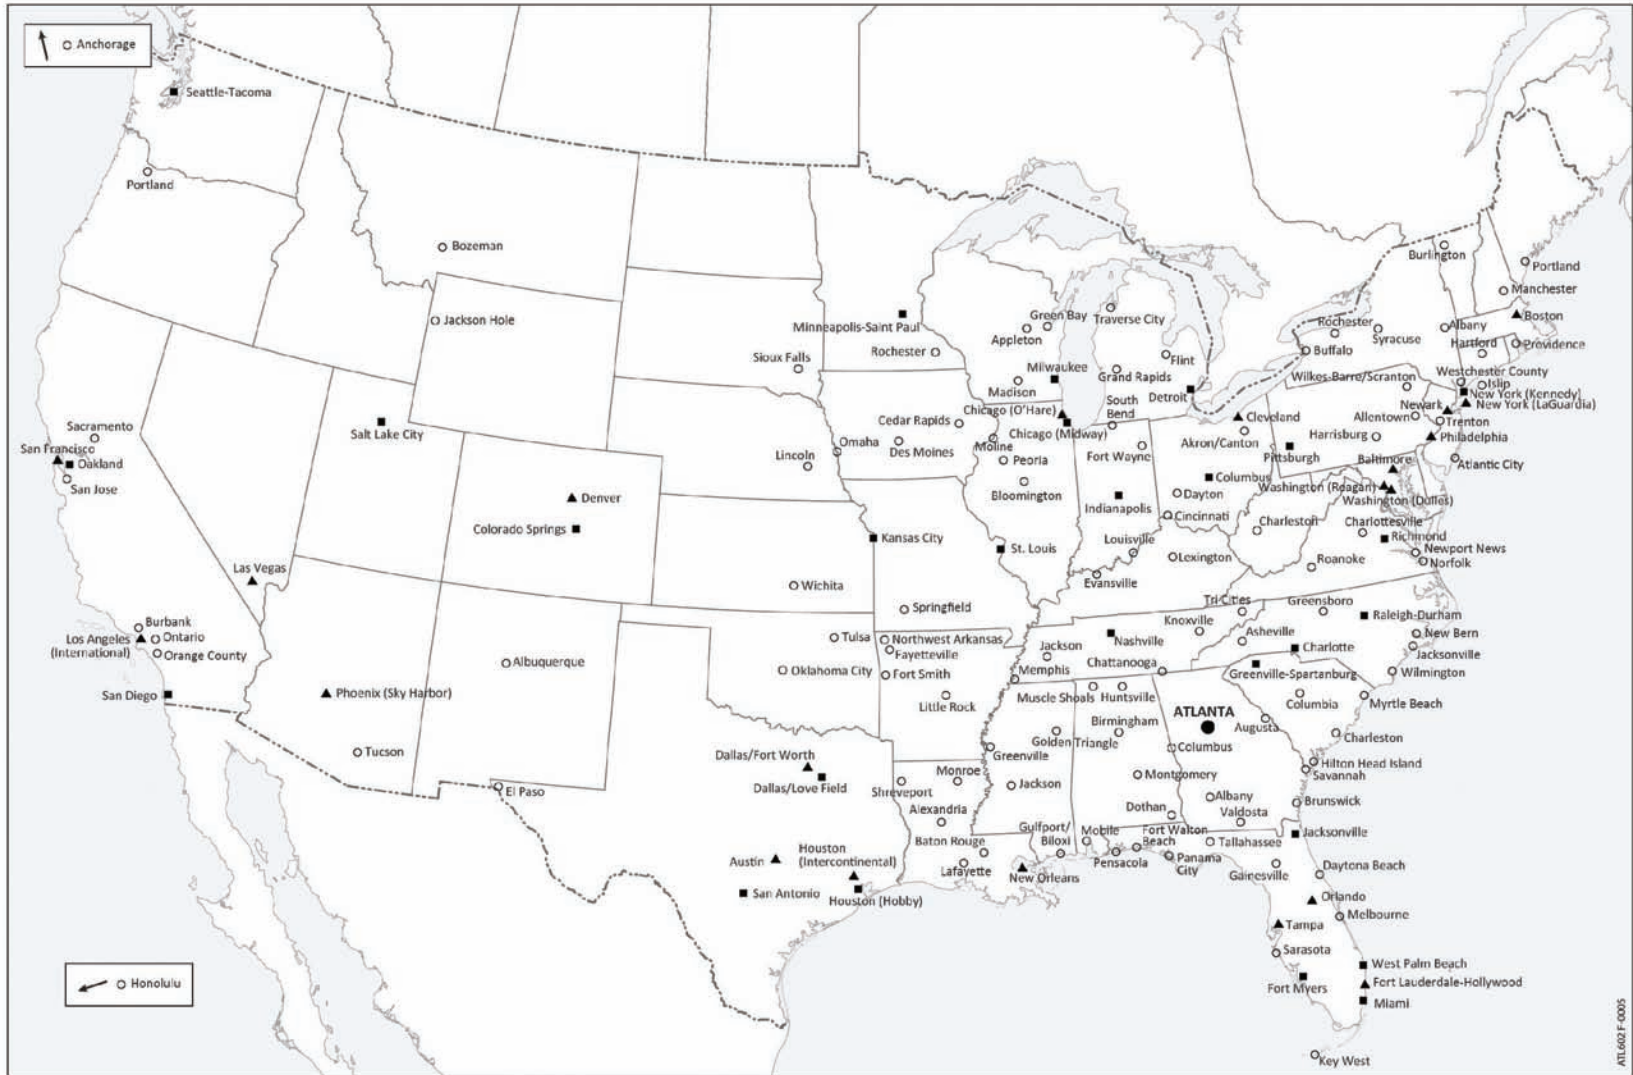 Anchorage
Seattle-Tacoma
Portland
Bozeman
Jackson Hole
Minneapolis-Saint Paul
Rochester
Sioux Falls
Green Bay
Appleton
Traverse City
Flint
Milwaukee
Grand Rapids
Madison
Detroit
South
Bend
Burlington
Portland
Manchester
Boston
Rochester
Syracuse
Albany
Hartford
Providence
Buffalo
Westchester County
Islip
Wilkes-Barre/Scranton
New York (Kennedy)
New York (LaGuardia)
Newark
Allentown
Trenton
Harrisburg
Philadelphia
Baltimore
Atlantic City
Washington (Reagan)
Washington (Dulles)
Pittsburgh
Cleveland
Akron/Canton
Columbus
Dayton
Cincinnati
Chicago (O'Hare)
Chicago (Midway)
Fort Wayne
Indianapolis
Cedar Rapids
Des Moines
Moline
Peoria
Bloomington
Omaha
Lincoln
Salt Lake City
Sacramento
San Francisco
Oakland
San Jose
Denver
Colorado Springs
Kansas City
St. Louis
Louisville
Lexington
Evansville
Charleston
Charlottesville
Richmond
Newport News
Norfolk
Roanoke
Las Vegas
Wichita
Springfield
Burbank
Los Angeles
(International)
Ontario
Orange County
San Diego
Phoenix (Sky Harbor)
Tucson
Albuquerque
El Paso
Tulsa
Oklahoma City
Northwest Arkansas
Fayetteville
Fort Smith
Little Rock
Jackson
Memphis
Nashville
Knoxville
Tri Cities
Chattanooga
Greensboro
Raleigh-Durham
Asheville
Charlotte
New Bern
Jacksonville
Wilmington
Greenville-Spartanburg
Columbia
Myrtle Beach
Charleston
Muscle Shoals
Huntsville
Birmingham
ATLANTA
Augusta
Golden Triangle
Greenville
Columbus
Hilton Head Island
Savannah
Dallas/Fort Worth
Dallas/Love Field
Monroe
Shreveport
Alexandria
Jackson
Montgomery
Albany
Valdosta
Brunswick
Dothan
Jacksonville
Gulfport/
Biloxi
Mobile
Fort Walton
Beach
Tallahassee
Pensacola
Panama
City
Baton Rouge
Lafayette
New Orleans
Gainesville
Daytona Beach
Austin
Houston
(Intercontinental)
San Antonio
Houston (Hobby)
Orlando
Melbourne
Tampa
Sarasota
West Palm Beach
Fort Myers
Fort Lauderdale-Hollywood
Miami
Key West
Honolulu
ATL602 F-0005